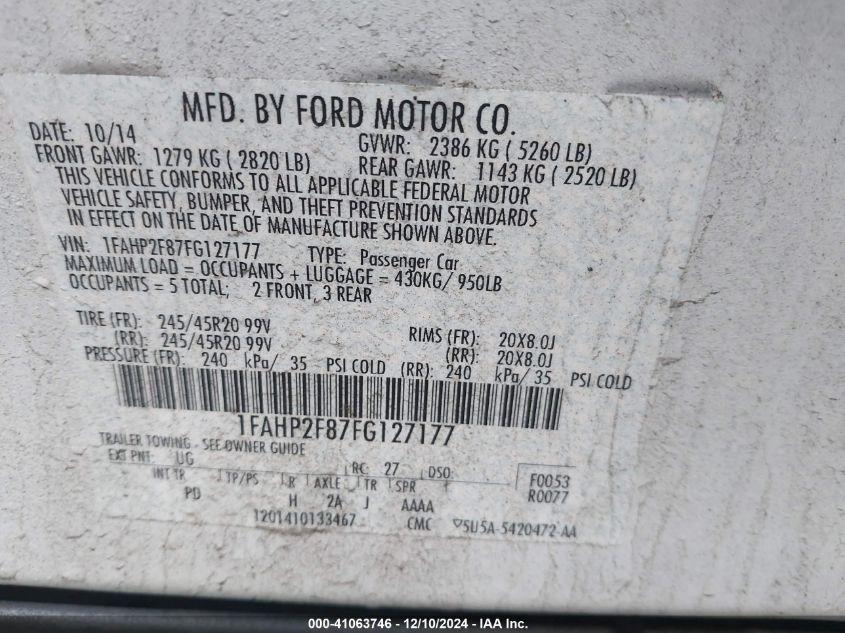 MFD. BY FORD MOTOR CO.
DATE: 10/14 GVWR: 2386 KG ( 5260 LB)
FRONT GAWR: 1279 KG ( 2820 LB) REAR GAWR: 1143 KG ( 2520 LB)
THIS VEHICLE CONFORMS TO ALL APPLICABLE FEDERAL MOTOR
VEHICLE SAFETY, BUMPER, AND THEFT PREVENTION STANDARDS
IN EFFECT ON THE DATE OF MANUFACTURE SHOWN ABOVE.
VIN: 1FAHP2F87FG127177 TYPE: Passenger Car
MAXIMUM LOAD = OCCUPANTS + LUGGAGE = 430KG/ 950LB
OCCUPANTS = 5 TOTAL; 2 FRONT, 3 REAR
TIRE (FR): 245/45R20 99V RIMS (FR): 20X8.0J
(RR): 245/45R20 99V (RR): 20X8.0J
PRESSURE (FR): 240 kPa/ 35 PSI COLD (RR): 240 kPa/ 35 PSI COLD
1FAHP2F87FG127177
TRAILER TOWING - SEE OWNER GUIDE
EXT PNT: UG RC: 27 DSO: F0053
INT TR TP/PS R AXLE TR SPR R0077
PD H 2A J AAAA
1201410133467 CMC ▽5U5A-5420472-AA
000-41063746 - 12/10/2024 - IAA Inc.